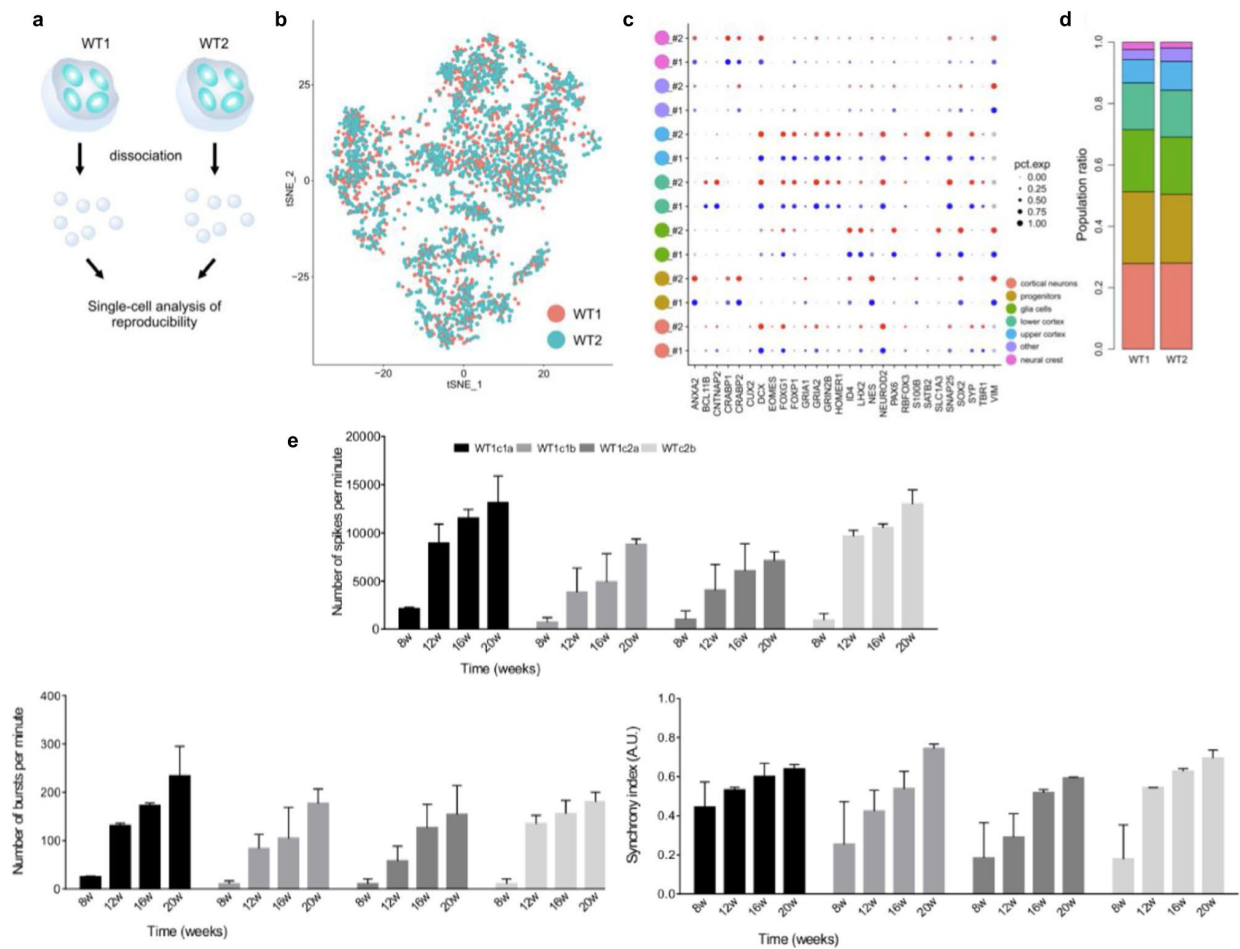 a
WT1
WT2
dissociation
Single-cell analysis of
reproducibility
b
25
0
−25
tSNE_2
−20
0
20
tSNE_1
WT1
WT2
c
#2
#1
#2
#1
#2
#1
#2
#1
#2
#1
#2
#1
#2
#1
ANXA2
BCL11B
CNTNAP2
CRABP1
CRABP2
CUX2
DCX
EOMES
FOXG1
FOXP1
GRIA1
GRIA2
GRIN2B
HOMER1
ID4
LHX2
NES
NEUROD2
PAX6
RBFOX3
S100B
SATB2
SLC1A3
SNAP25
SOX2
SYP
TBR1
VIM
pct.exp
0.00
0.25
0.50
0.75
1.00
cortical neurons
progenitors
glia cells
lower cortex
upper cortex
other
neural crest
d
Population ratio
1.0
0.8
0.6
0.4
0.2
0.0
WT1
WT2
e
Number of spikes per minute
20000
15000
10000
5000
0
WT1c1a WT1c1b WT1c2a WTc2b
8w 12w 16w 20w 8w 12w 16w 20w 8w 12w 16w 20w 8w 12w 16w 20w
Time (weeks)
Number of bursts per minute
400
300
200
100
0
8w 12w 16w 20w 8w 12w 16w 20w 8w 12w 16w 20w 8w 12w 16w 20w
Time (weeks)
Synchrony index (A.U.)
1.0
0.8
0.6
0.4
0.2
0.0
8w 12w 16w 20w 8w 12w 16w 20w 8w 12w 16w 20w 8w 12w 16w 20w
Time (weeks)